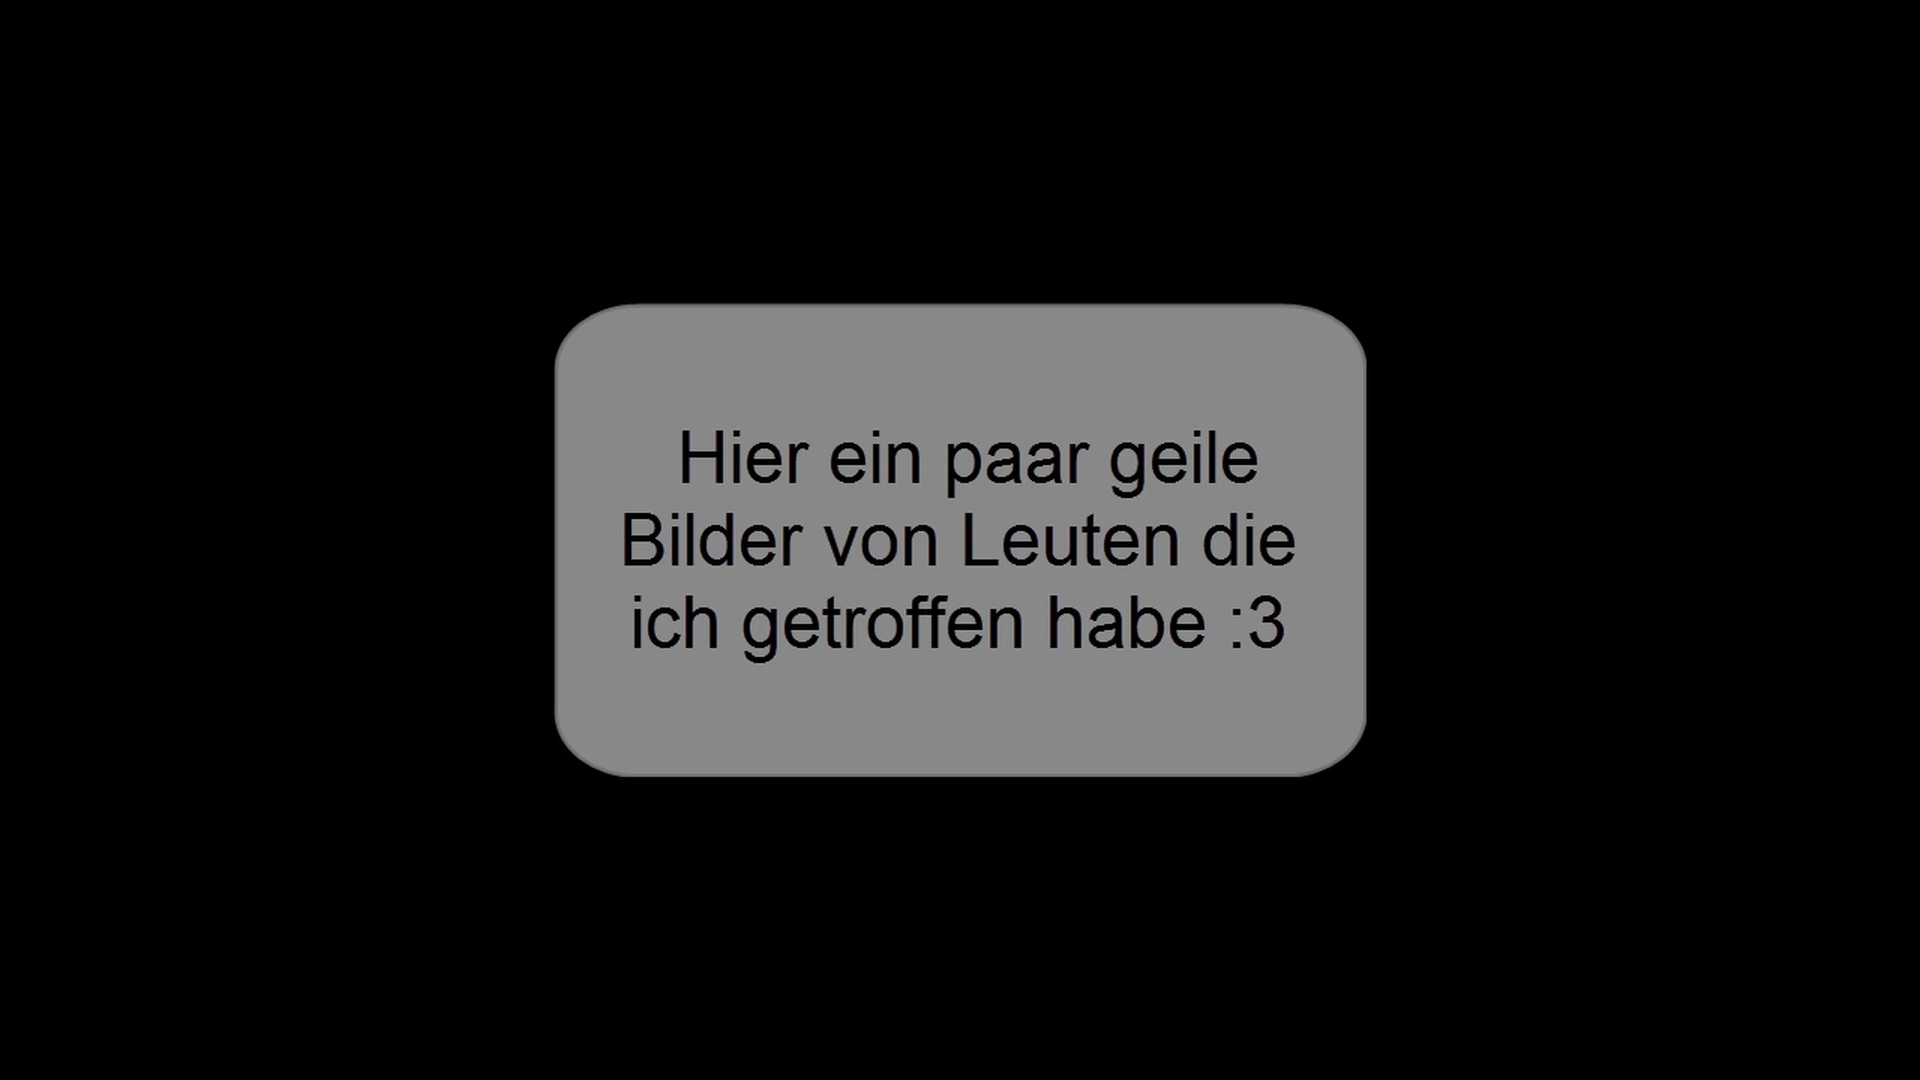 Hier ein paar geile
Bilder von Leuten die
ich getroffen habe :3